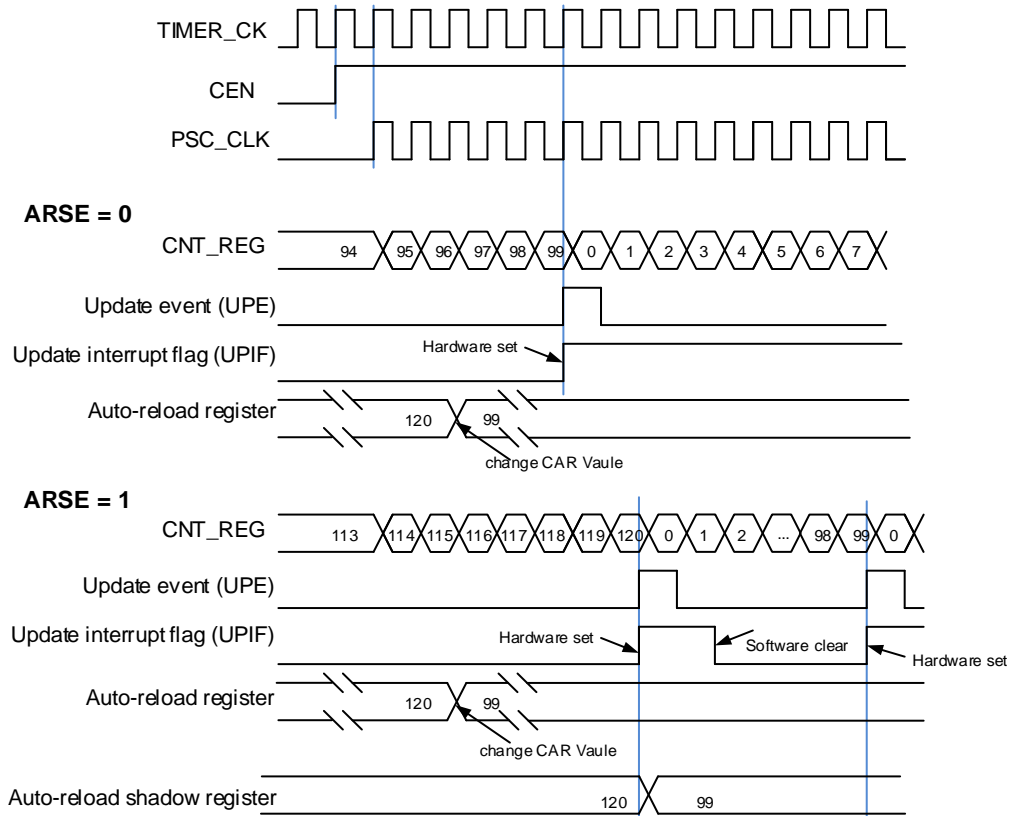 TIMER_CK
CEN
PSC_CLK
ARSE = 0
CNT_REG 94 95 96 97 98 99 0 1 2 3 4 5 6 7
Update event (UPE)
Update interrupt flag (UPIF) Hardware set
Auto-reload register 120 99
change CAR Vaule
ARSE = 1
CNT_REG 113 114 115 116 117 118 119 120 0 1 2 ... 98 99 0
Update event (UPE)
Update interrupt flag (UPIF) Hardware set Software clear Hardware set
Auto-reload register 120 99
change CAR Vaule
Auto-reload shadow register 120 99